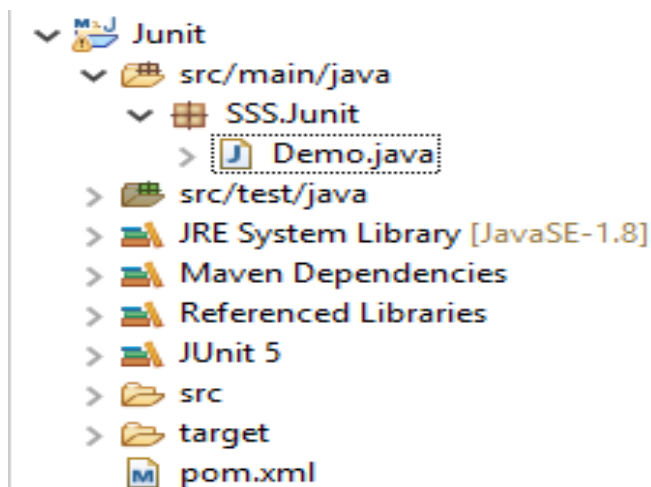 Junit
src/main/java
SSS.Junit
Demo.java
src/test/java
JRE System Library [JavaSE-1.8]
Maven Dependencies
Referenced Libraries
JUnit 5
src
target
pom.xml